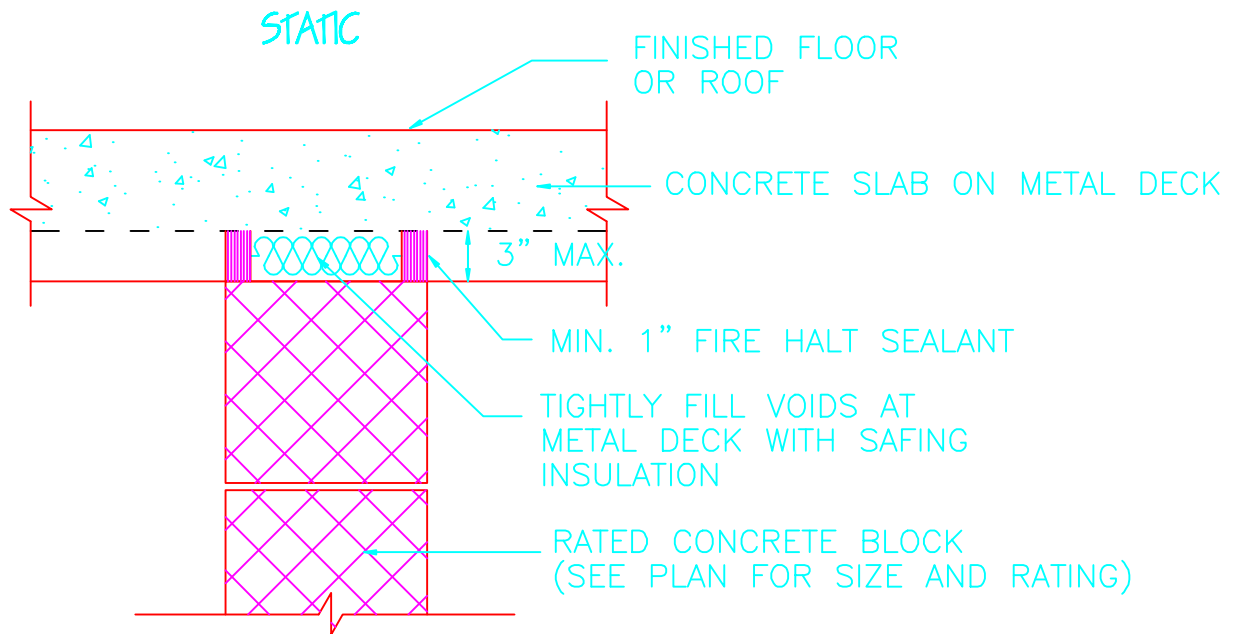 STATIC
FINISHED FLOOR
OR ROOF
CONCRETE SLAB ON METAL DECK
3" MAX.
MIN. 1" FIRE HALT SEALANT
TIGHTLY FILL VOIDS AT
METAL DECK WITH SAFING
INSULATION
RATED CONCRETE BLOCK
(SEE PLAN FOR SIZE AND RATING)